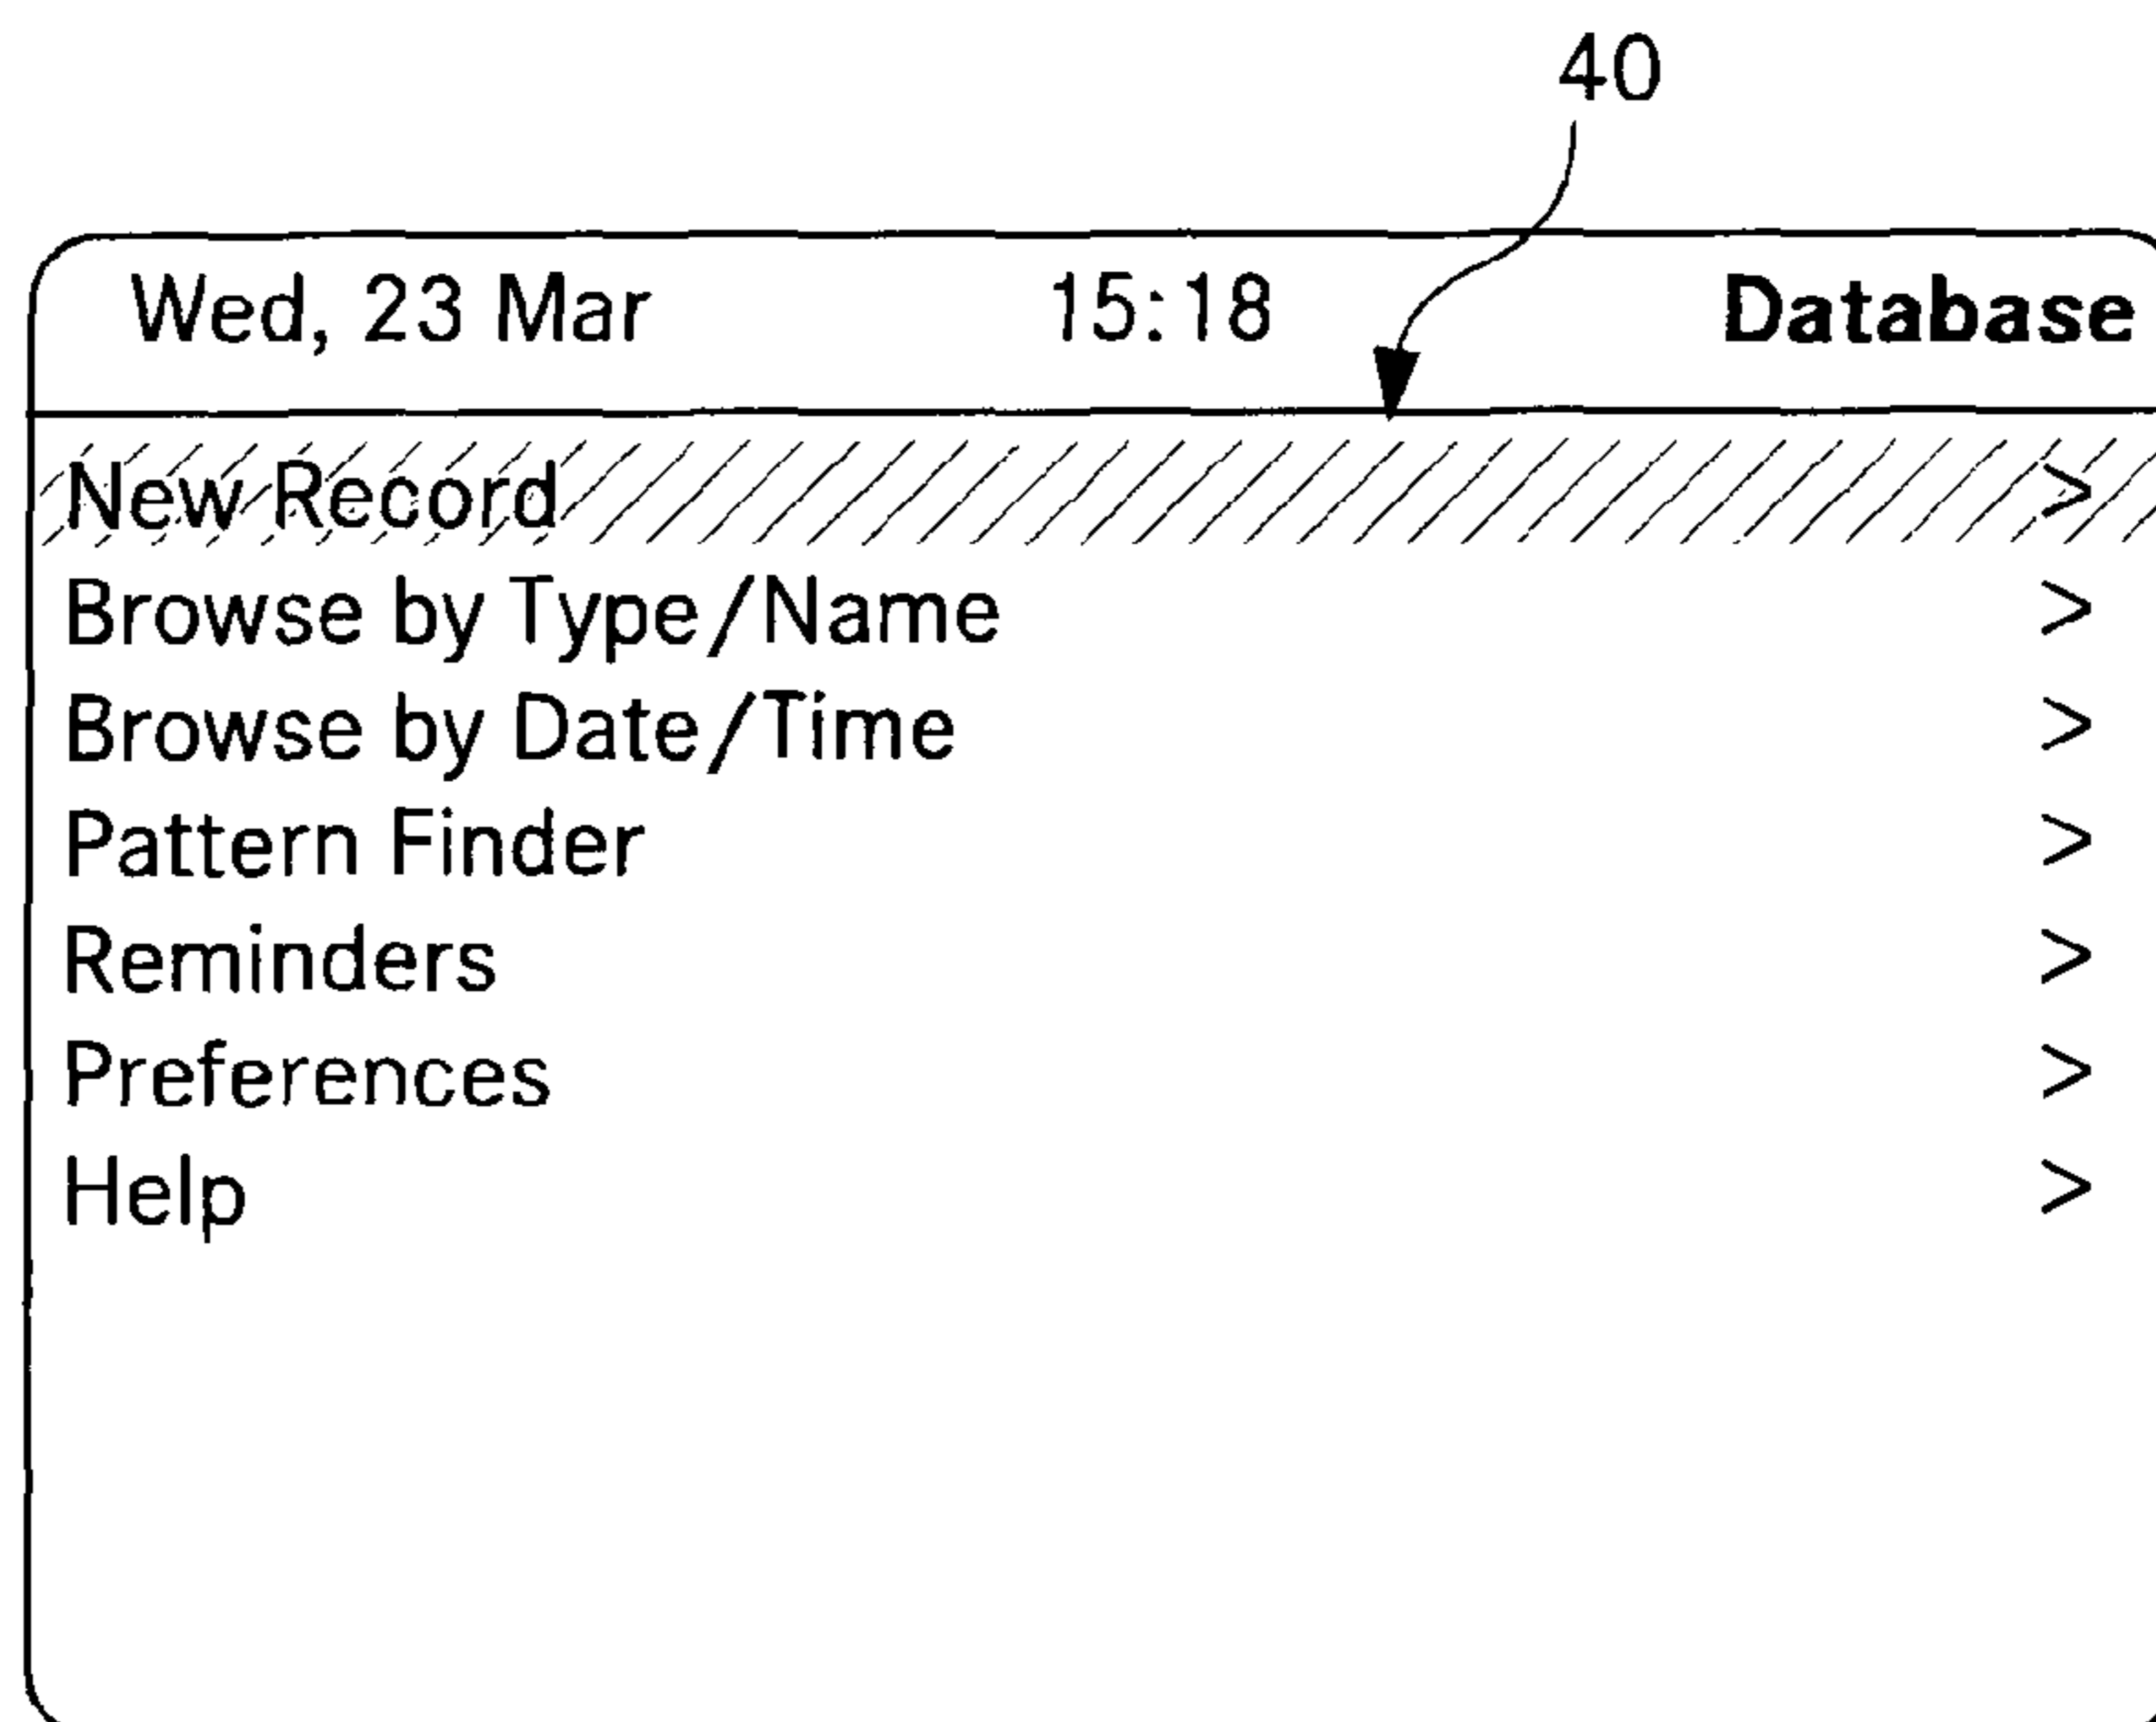 40
Wed, 23 Mar 15:18 Database
New Record >
Browse by Type/Name >
Browse by Date/Time >
Pattern Finder >
Reminders >
Preferences >
Help >